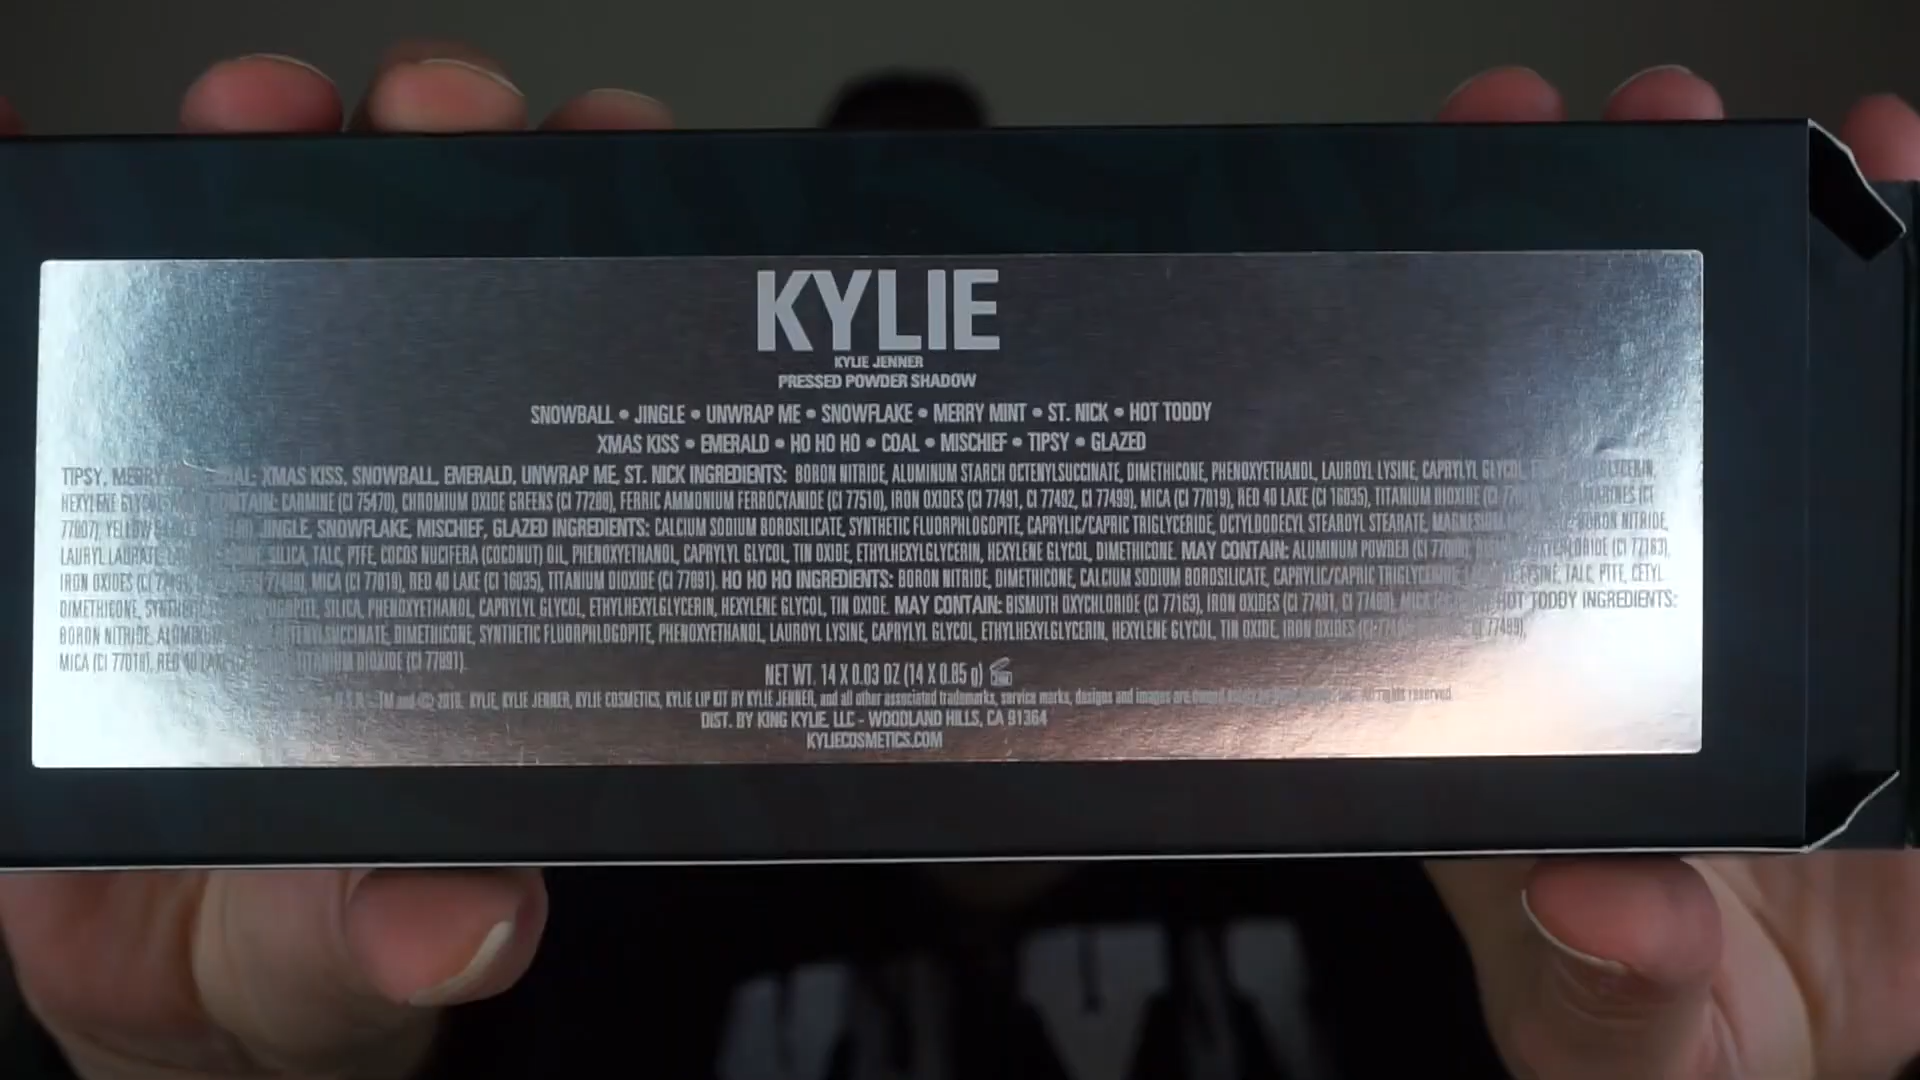 KYLIE
KYLIE JENNER
PRESSED POWDER SHADOW
SNOWBALL • JINGLE • UNWRAP ME • SNOWFLAKE • MERRY MINT • ST. NICK • HOT TODDY
XMAS KISS • EMERALD • HO HO HO • COAL • MISCHIEF • TIPSY • GLAZED
TIPSY, MERRY XMAS KISS, SNOWBALL, EMERALD, UNWRAP ME, ST. NICK INGREDIENTS: BORON NITRIDE, ALUMINUM STARCH OCTENYLSUCCINATE, DIMETHICONE, PHENOXYETHANOL, LAUROYL LYSINE, CAPRYLYL GLYCOL,
HEXYLENE CARMINE (CI 75470), CHROMIUM OXIDE GREENS (CI 77288), FERRIC AMMONIUM FERROCYANIDE (CI 77510), IRON OXIDES (CI 77491, CI 77492, CI 77499), MICA (CI 77019), RED 40 LAKE (CI 16035), TITANIUM DIOXIDE
77007), YELLOW JINGLE, SNOWFLAKE, MISCHIEF, GLAZED INGREDIENTS: CALCIUM SODIUM BOROSILICATE, SYNTHETIC FLUORPHLOGOPITE, CAPRYLIC/CAPRIC TRIGLYCERIDE, OCTYLDODECYL STEAROYL STEARATE, BORON NITRIDE,
LAURYL LAURATE, SILICA, TALC, PTFE, COCOS NUCIFERA (COCONUT) OIL, PHENOXYETHANOL, CAPRYLYL GLYCOL, TIN OXIDE, ETHYLHEXYLGLYCERIN, HEXYLENE GLYCOL, DIMETHICONE. MAY CONTAIN: ALUMINUM POWDER (CI 77163),
IRON OXIDES MICA (CI 77019), RED 40 LAKE (CI 16035), TITANIUM DIOXIDE (CI 77891). HO HO HO INGREDIENTS: BORON NITRIDE, DIMETHICONE, CALCIUM SODIUM BOROSILICATE, CAPRYLIC/CAPRIC TALC, PTFE, CETYL
DIMETHICONE, SILICA, PHENOXYETHANOL, CAPRYLYL GLYCOL, ETHYLHEXYLGLYCERIN, HEXYLENE GLYCOL, TIN OXIDE. MAY CONTAIN: BISMUTH OXYCHLORIDE (CI 77163), IRON OXIDES HOT TODDY INGREDIENTS:
BORON NITRIDE, DIMETHICONE, SYNTHETIC FLUORPHLOGOPITE, PHENOXYETHANOL, LAUROYL LYSINE, CAPRYLYL GLYCOL, ETHYLHEXYLGLYCERIN, HEXYLENE GLYCOL, TIN OXIDE, IRON OXIDES
MICA (CI 77019), RED 40 TITANIUM DIOXIDE (CI 77891).
NET WT. 14 X 0.03 OZ (14 X 0.85 g)
TM and © KYLIE, KYLIE JENNER, KYLIE COSMETICS, KYLIE LIP KIT BY KYLIE JENNER, and all other associated trademarks, service marks, designs and images are All rights reserved
DIST. BY KING KYLIE, LLC - WOODLAND HILLS, CA 91364
KYLIECOSMETICS.COM